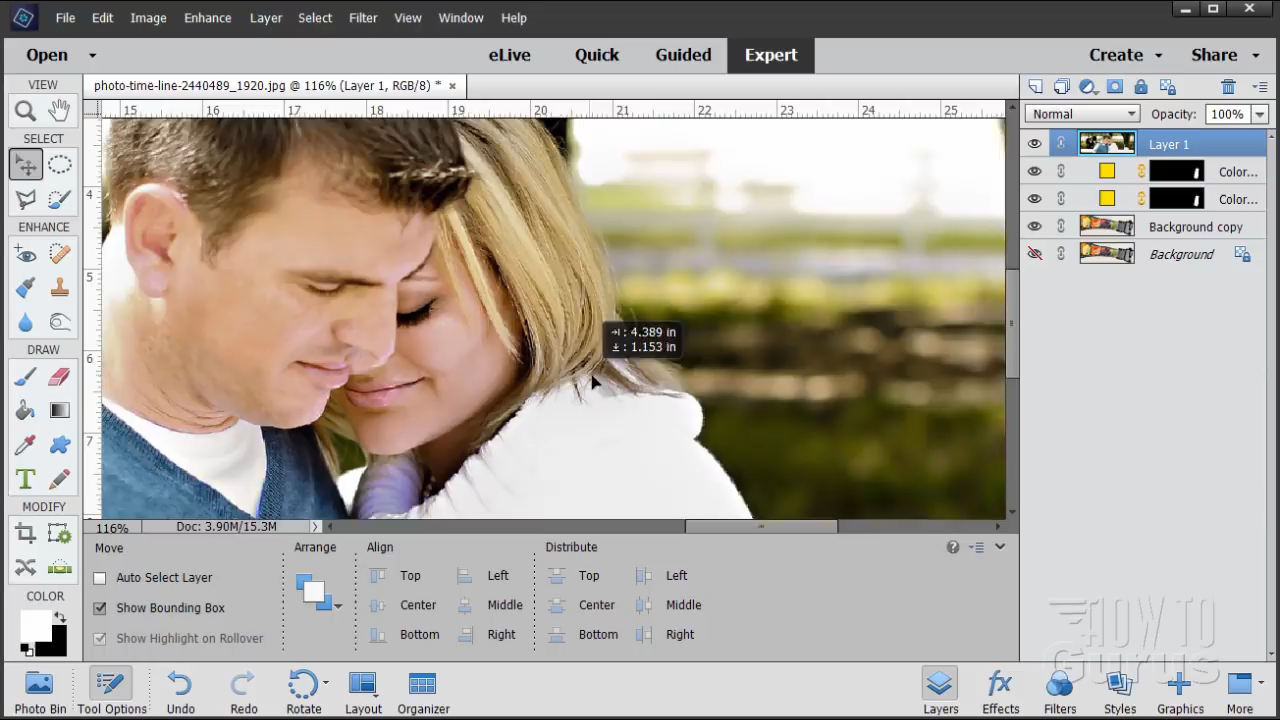 File Edit Image Enhance Layer Select Filter View Window Help
Open eLive Quick Guided Expert Create Share
VIEW
photo-time-line-2440489_1920.jpg @ 116% (Layer 1, RGB/8) *
15 16 17 18 19 20 21 22 23 24 25
Normal Opacity: 100%
SELECT
Layer 1
Color...
Color...
4
ENHANCE
Background copy
Background
5
4.389 in
1.153 in
DRAW
6
7
T
MODIFY
116% Doc: 3.90M/15.3M
Move Arrange Align Distribute
Auto Select Layer Top Left Top Left
COLOR
Show Bounding Box Center Middle Center Middle
Show Highlight on Rollover Bottom Right Bottom Right
HOW TO
Gurus
Photo Bin Tool Options Undo Redo Rotate Layout Organizer Layers Effects Filters Styles Graphics More